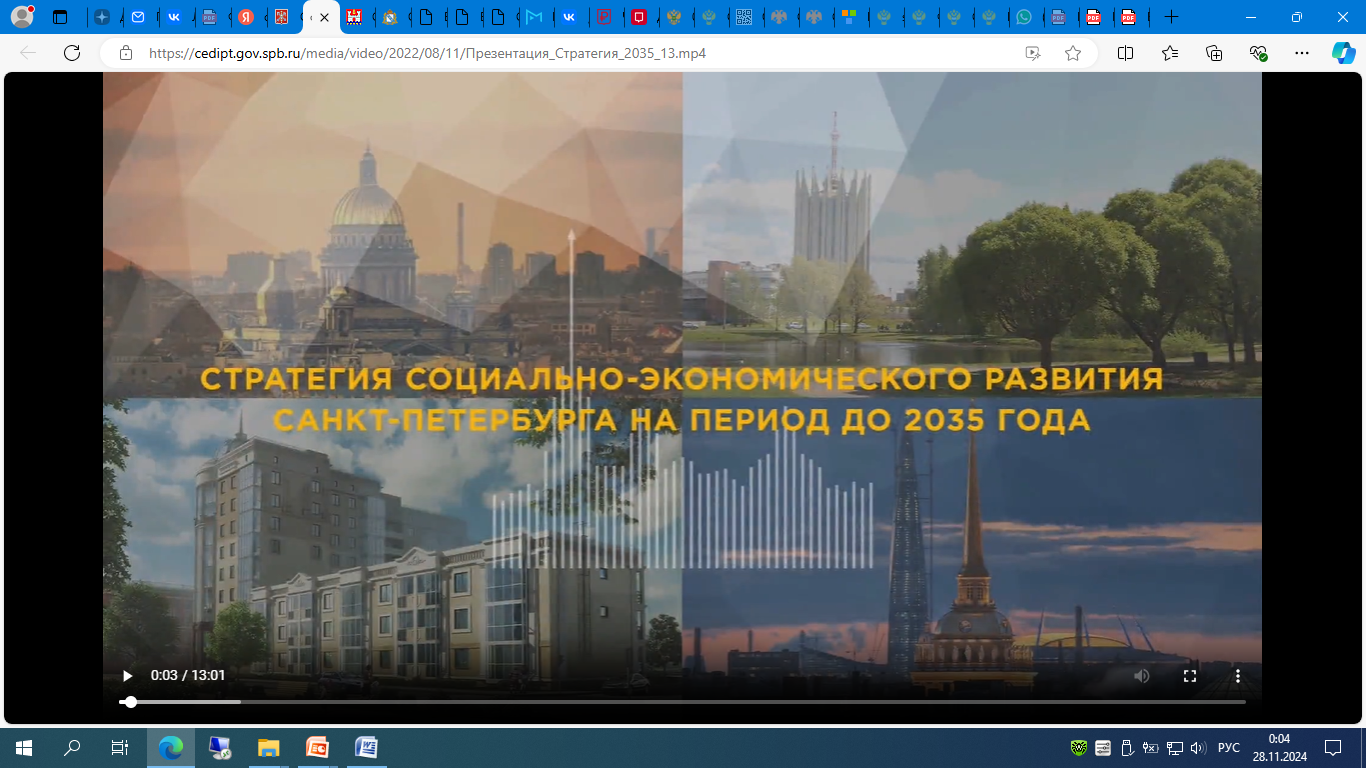 https://cedipt.gov.spb.ru/media/video/2022/08/11/Презентация_Стратегия_2035_13.mp4
СТРАТЕГИЯ СОЦИАЛЬНО-ЭКОНОМИЧЕСКОГО РАЗВИТИЯ
САНКТ-ПЕТЕРБУРГА НА ПЕРИОД ДО 2035 ГОДА
0:03 / 13:01
РУС
0:04
28.11.2024